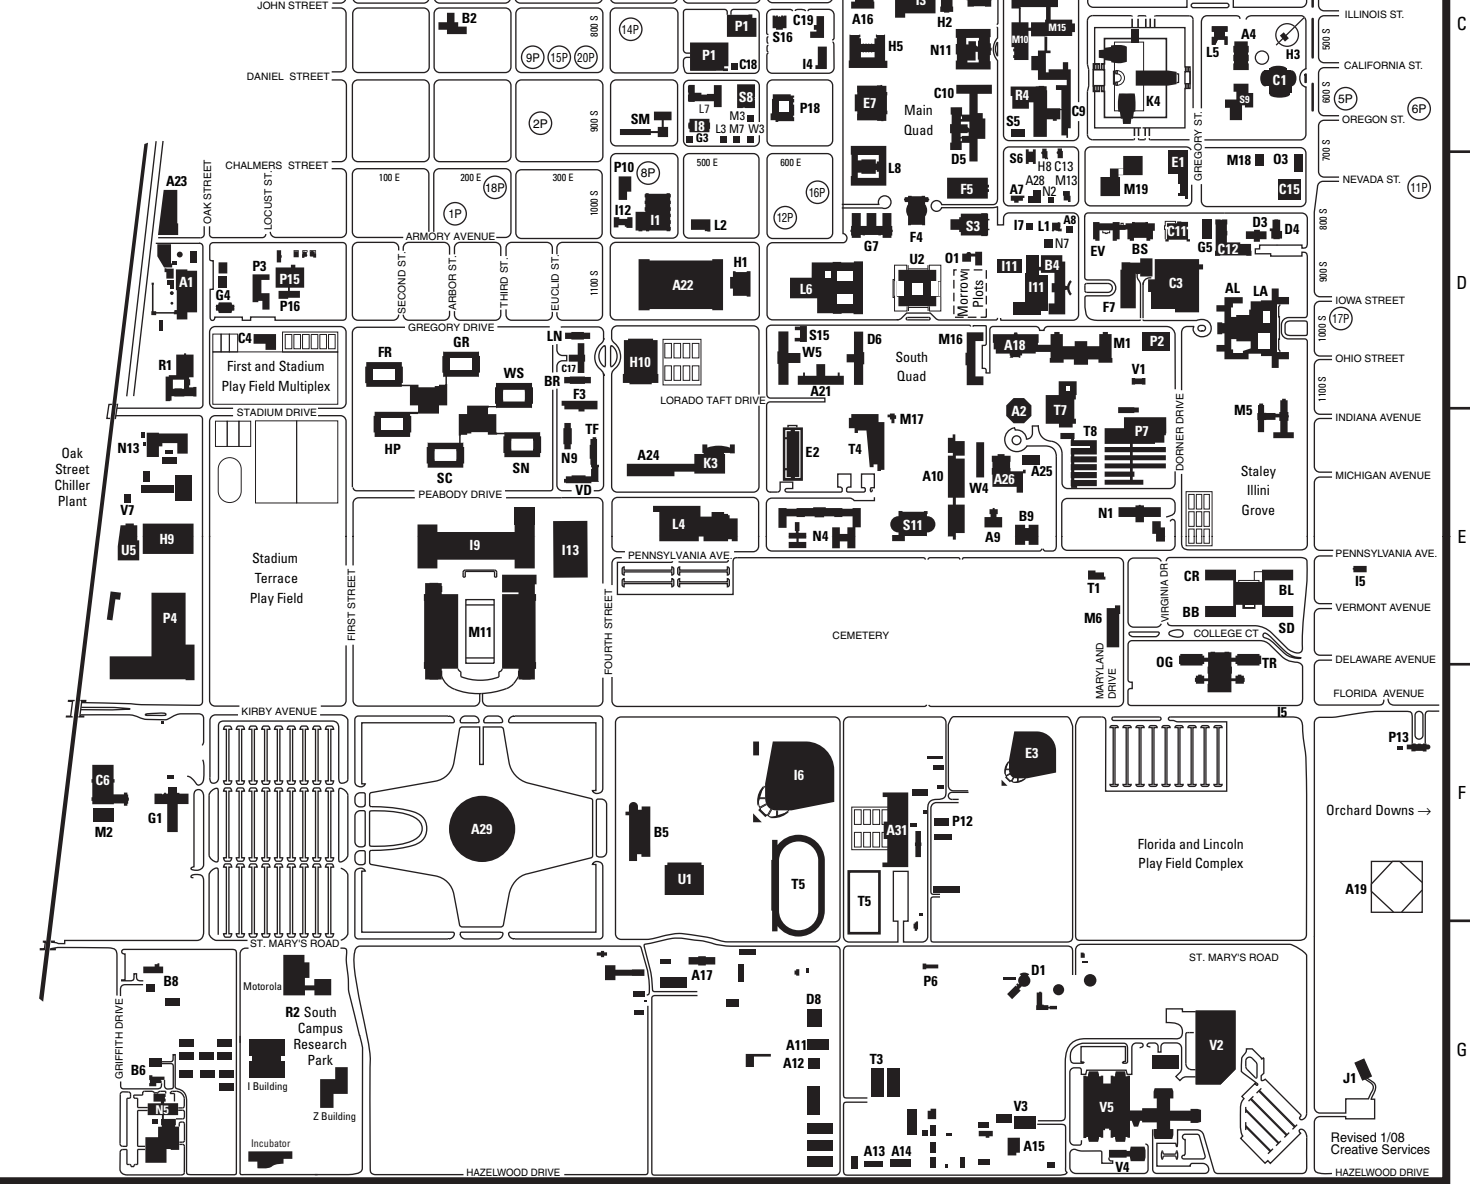 JOHN STREET
B2
800 S
14P
P1
S16
C19
A16
I3
H2
M15
M10
ILLINOIS ST.
C
9P
15P
20P
P1
C18
I4
H5
N11
L5
A4
H3
500 S
DANIEL STREET
CALIFORNIA ST.
C1
2P
900 S
SM
L7
S8
M3
I8
L3 M7 W3
G3
P18
E7
Main
Quad
C10
R4
S5
C9
K4
S9
600 S
5P
6P
OREGON ST.
GREGORY ST.
CHALMERS STREET
100 E
200 E
300 E
18P
1P
1000 S
P10
8P
I12
I1
500 E
L2
600 E
16P
12P
L8
D5
S6
H8 C13
A28 M13
A7
N2
F5
E1
M19
M18
O3
C15
700 S
NEVADA ST.
11P
A23
OAK STREET
LOCUST ST.
ARMORY AVENUE
G7
F4
S3
I7
L1
A8
N7
EV
BS
C11
G5
C12
D3
D4
800 S
A1
G4
P3
P15
P16
SECOND ST.
ARBOR ST.
THIRD ST.
EUCLID ST.
1100 S
A22
H1
L6
U2
O1
Morrow
Plots
I11
I11
B4
F7
C3
AL
LA
900 S
D
IOWA STREET
17P
1000 S
GREGORY DRIVE
C4
First and Stadium
Play Field Multiplex
R1
FR
GR
WS
HP
SC
SN
LN
C17
BR
F3
N9
TF
VD
H10
LORADO TAFT DRIVE
S15
W5
D6
A21
South
Quad
M16
A18
M1
P2
V1
OHIO STREET
1100 S
STADIUM DRIVE
A2
T7
DORNER DRIVE
M5
INDIANA AVENUE
Oak
Street
Chiller
Plant
N13
V7
U5
H9
A24
K3
E2
T4
M17
A10
W4
A26
A25
T8
P7
Staley
Illini
Grove
MICHIGAN AVENUE
PEABODY DRIVE
L4
N4
S11
A9
B9
N1
E
I9
I13
PENNSYLVANIA AVE.
PENNSYLVANIA AVE.
Stadium
Terrace
Play Field
FIRST STREET
M11
FOURTH STREET
P4
CEMETERY
T1
M6
MARYLAND
DRIVE
VIRGINIA DR.
CR
BB
BL
SD
I5
VERMONT AVENUE
COLLEGE CT
OG
TR
DELAWARE AVENUE
FLORIDA AVENUE
I5
KIRBY AVENUE
P13
C6
M2
G1
A29
B5
U1
I6
T5
A31
T5
P12
E3
Florida and Lincoln
Play Field Complex
Orchard Downs →
F
A19
ST. MARY'S ROAD
ST. MARY'S ROAD
GRIFFITH DRIVE
B8
B6
N5
Motorola
R2 South
Campus
Research
Park
I Building
Z Building
Incubator
A17
D8
A11
A12
P6
D1
T3
V3
A13
A14
A15
V5
V4
V2
J1
G
Revised 1/08
Creative Services
HAZELWOOD DRIVE
HAZELWOOD DRIVE